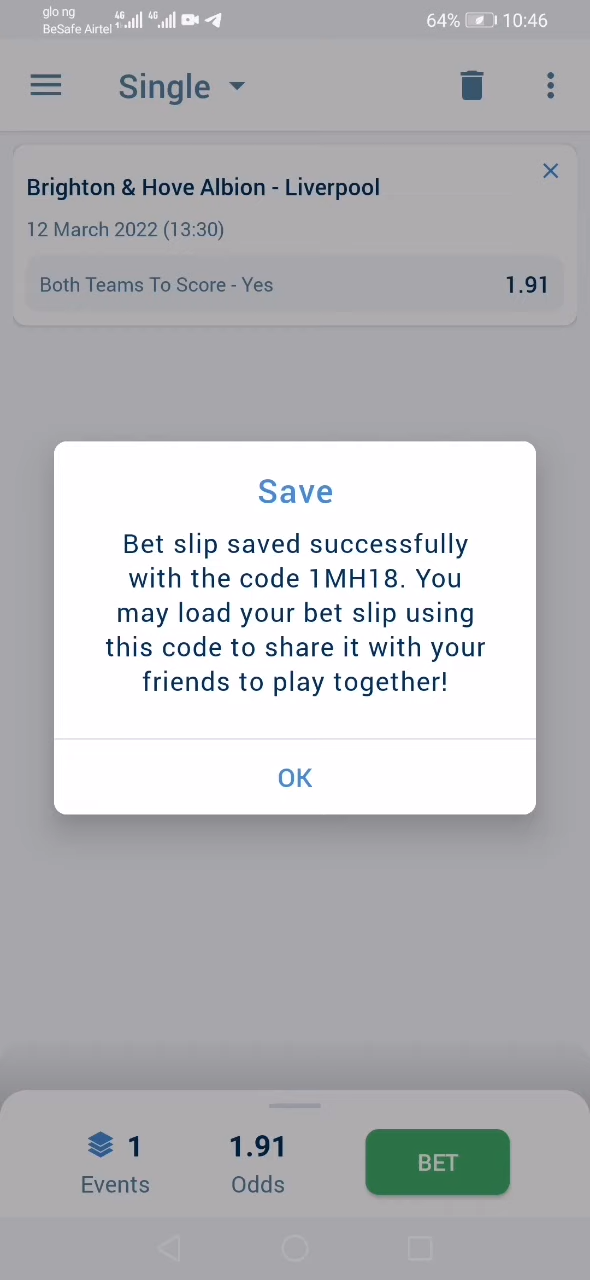 glo ng
BeSafe Airtel
4G
4G
64%
10:46
Single
Brighton & Hove Albion - Liverpool
12 March 2022 (13:30)
Both Teams To Score - Yes
1.91
Save
Bet slip saved successfully
with the code 1MH18. You
may load your bet slip using
this code to share it with your
friends to play together!
OK
1
1.91
BET
Events
Odds